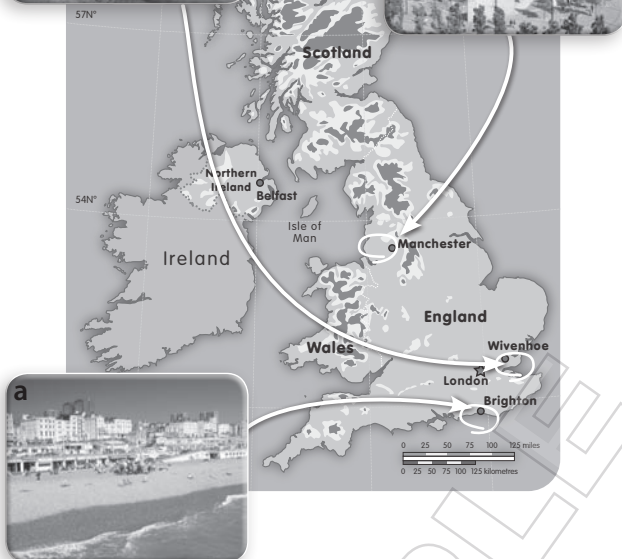 57N°
Scotland
Northern
Ireland
Belfast
54N°
Isle of
Man
Manchester
Ireland
England
Wales
Wivenhoe
London
a
Brighton
0 25 50 75 100 125 miles
0 25 50 75 100 125 kilometres